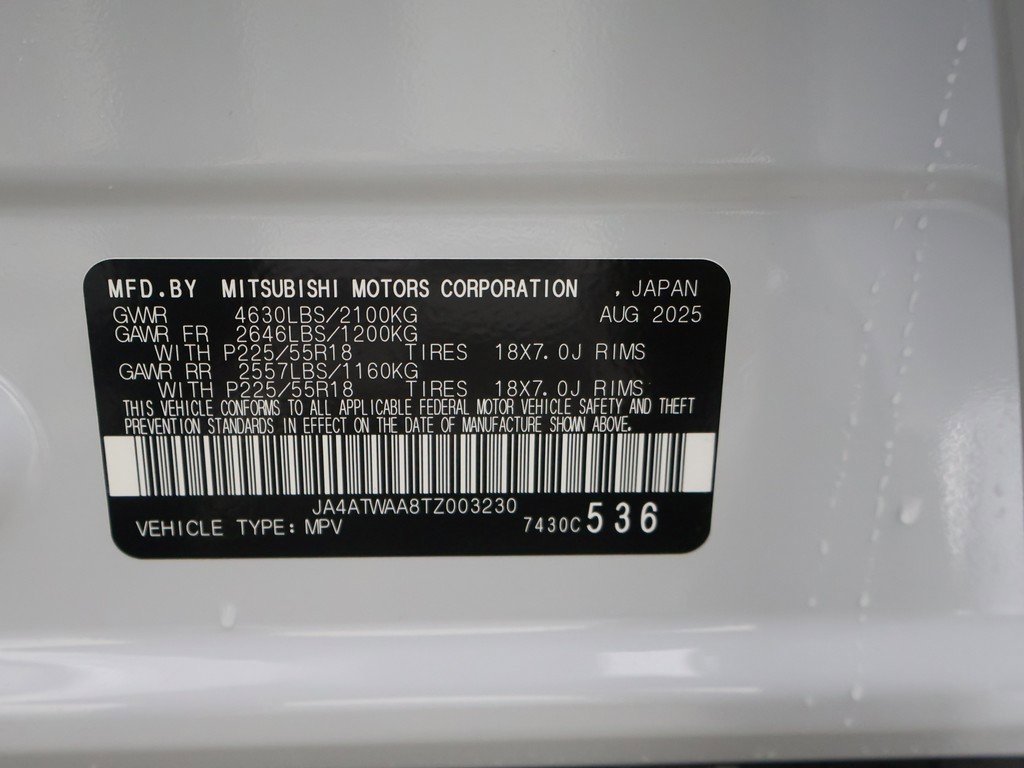 MFD.BY MITSUBISHI MOTORS CORPORATION , JAPAN
GVWR 4630LBS/2100KG AUG 2025
GAWR FR 2646LBS/1200KG
WITH P225/55R18 TIRES 18X7.0J RIMS
GAWR RR 2557LBS/1160KG
WITH P225/55R18 TIRES 18X7.0J RIMS
THIS VEHICLE CONFORMS TO ALL APPLICABLE FEDERAL MOTOR VEHICLE SAFETY AND THEFT
PREVENTION STANDARDS IN EFFECT ON THE DATE OF MANUFACTURE SHOWN ABOVE.
JA4ATWAA8TZ003230
VEHICLE TYPE: MPV 7430C 536